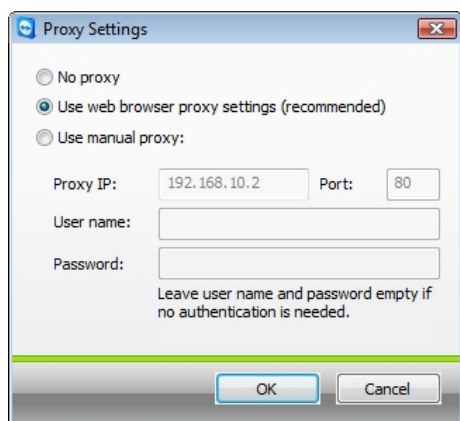 Proxy Settings
No proxy
Use web browser proxy settings (recommended)
Use manual proxy:
Proxy IP: 192.168.10.2 Port: 80
User name:
Password:
Leave user name and password empty if
no authentication is needed.
OK Cancel